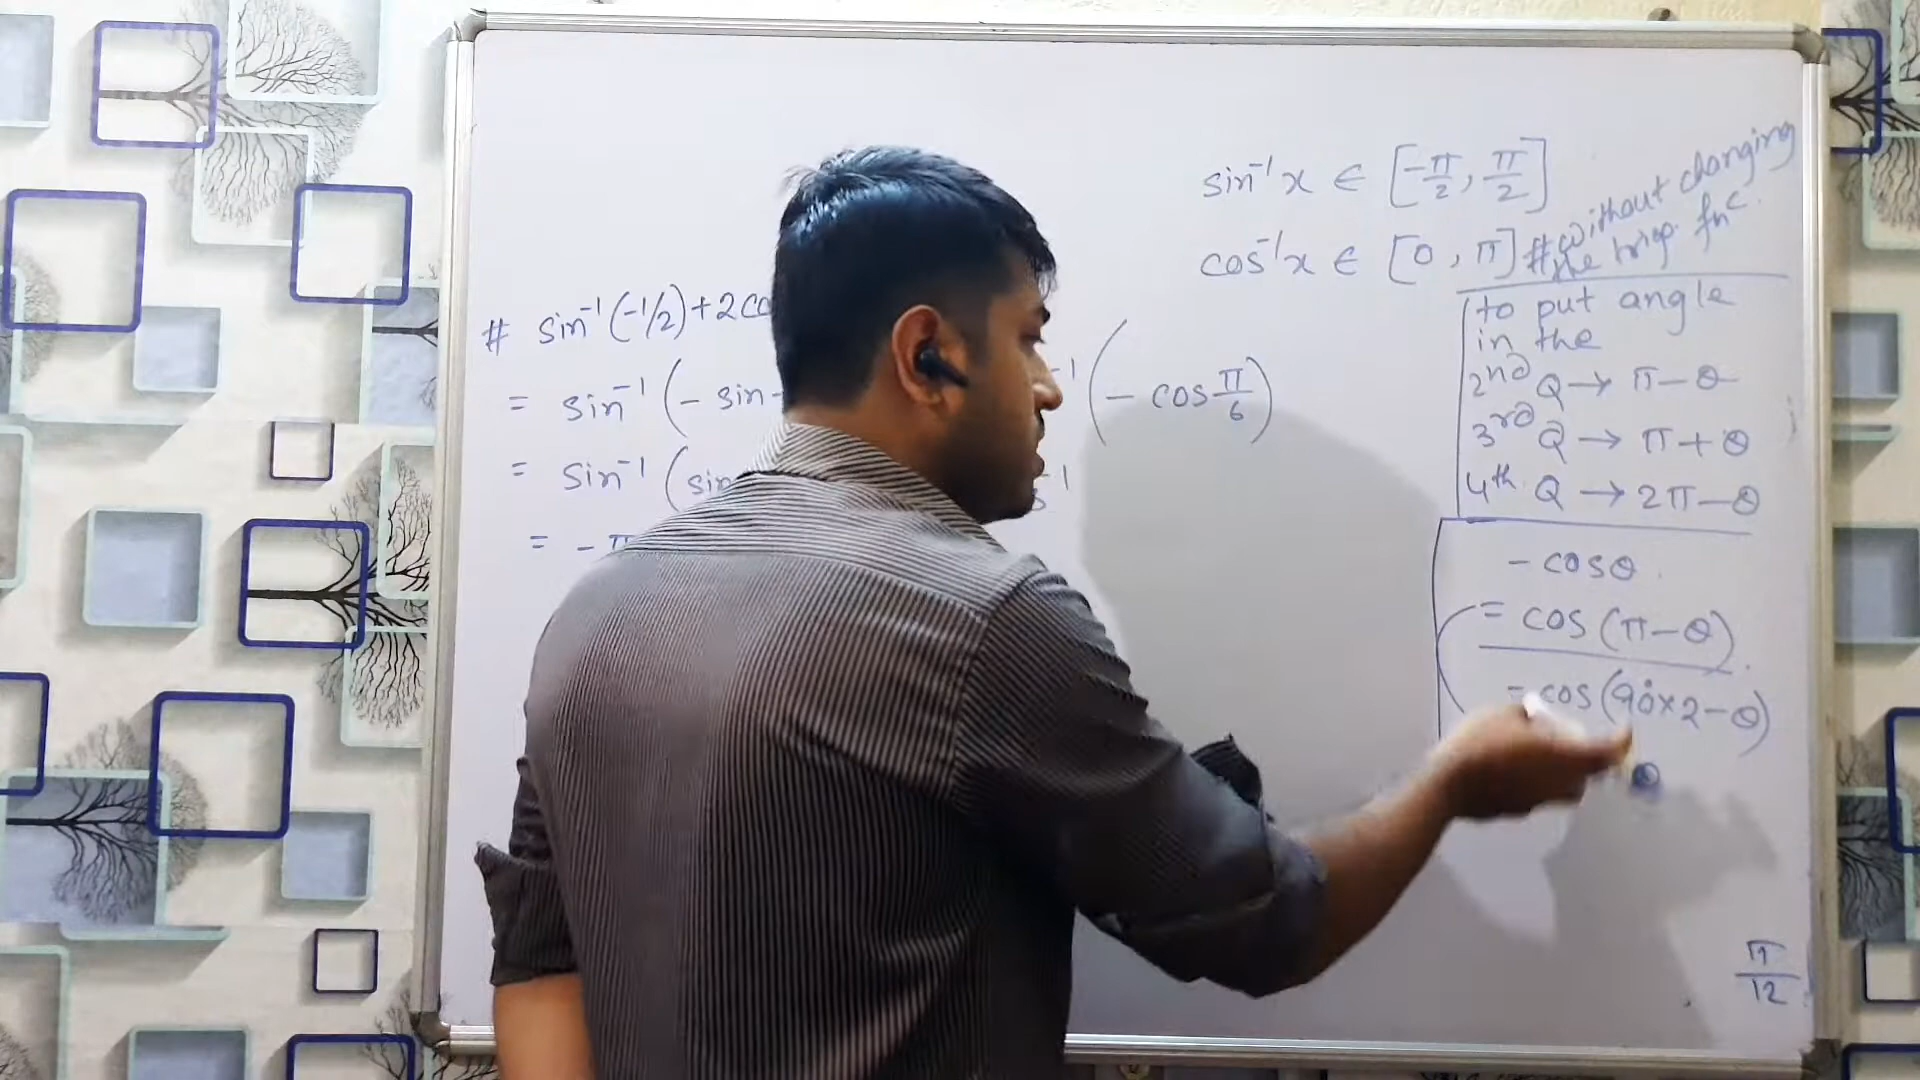 sin⁻¹x ∈ [-π/2, π/2]
cos⁻¹x ∈ [0, π]
# without changing
the trigo. fnᶜ.
to put angle
in the
2nd Q → π-θ
3rd Q → π+θ
4th Q → 2π-θ
# sin⁻¹(-1/2)+2co
= sin⁻¹(- sin ⁻¹(- cos π/6)
= sin⁻¹(sin ⁻¹
= -π
- cosθ
= cos(π-θ)
= cos(90°×2-θ)
π/12